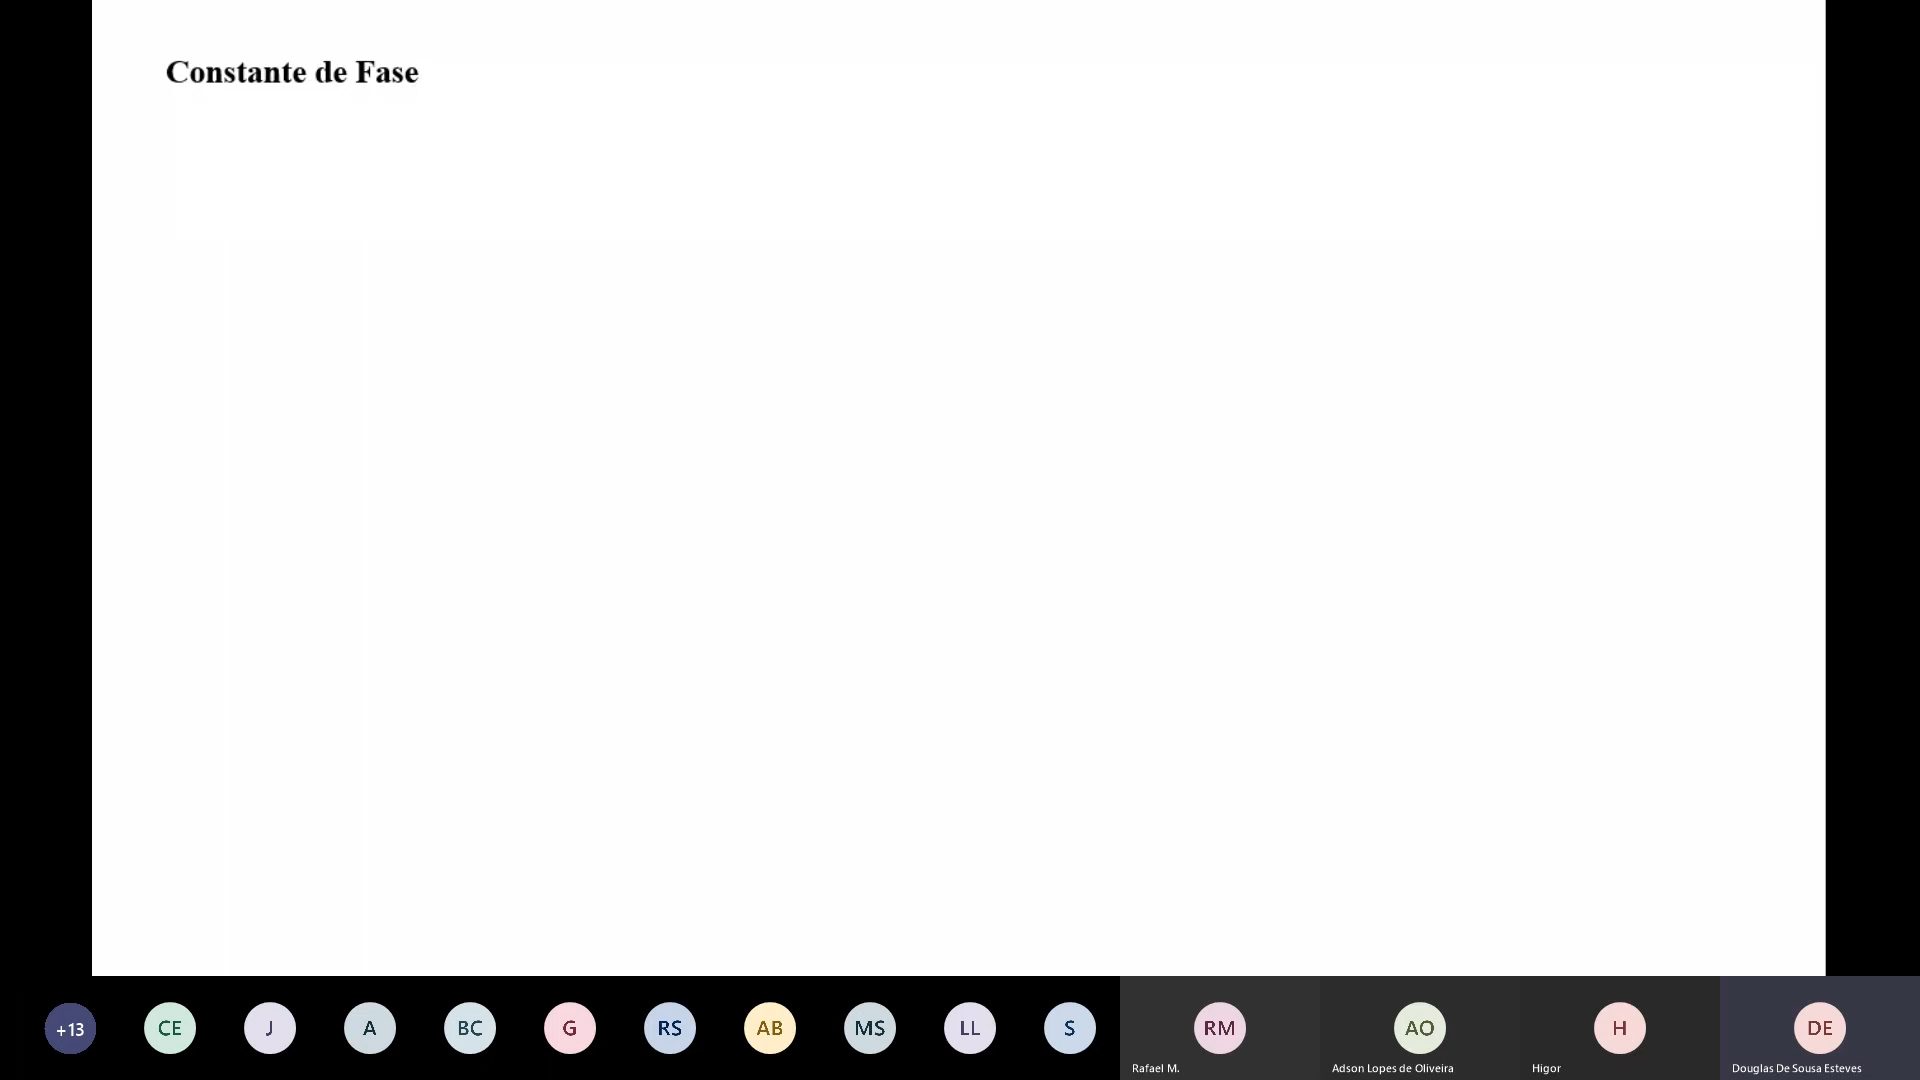 Constante de Fase
+13
CE
J
A
BC
G
RS
AB
MS
LL
S
RM
AO
H
DE
Rafael M.
Adson Lopes de Oliveira
Higor
Douglas De Sousa Esteves